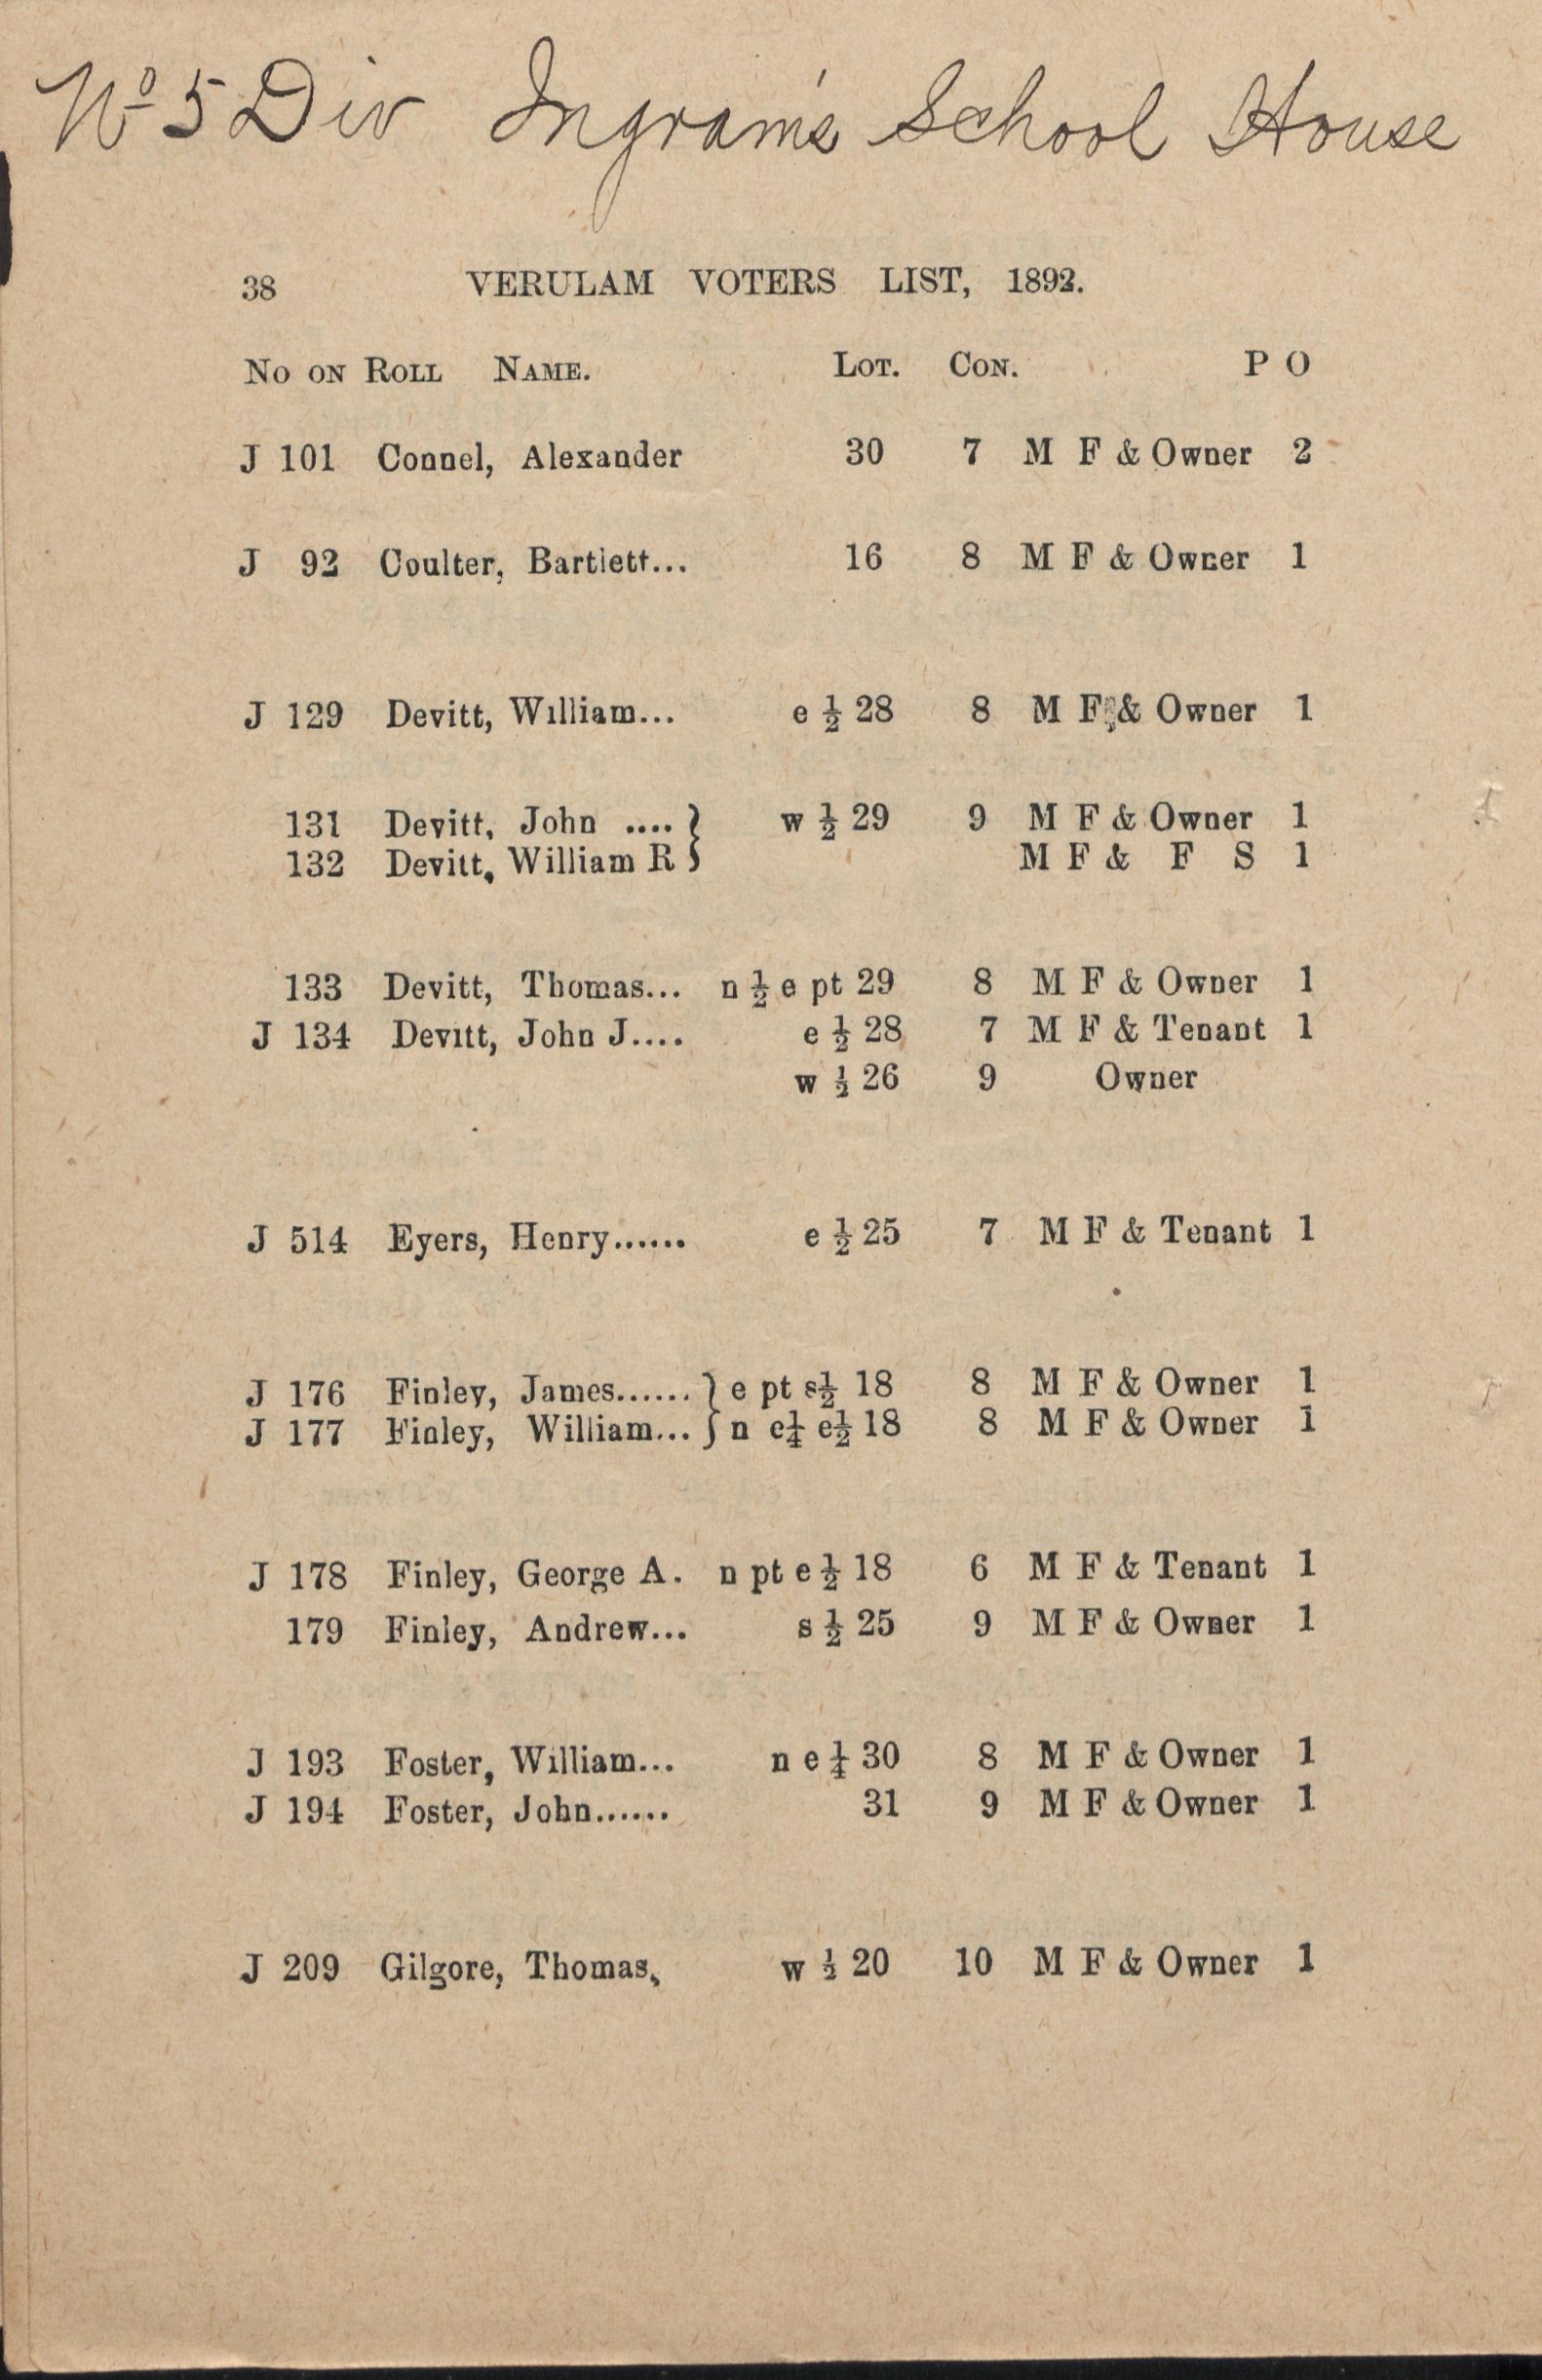 No 5 Div Ingram's School House
38 VERULAM VOTERS LIST, 1892.
No on Roll Name. Lot. Con. P O
J 101 Connel, Alexander 30 7 M F & Owner 2
J 92 Coulter, Bartlett... 16 8 M F & Owner 1
J 129 Devitt, William... e ½ 28 8 M F & Owner 1
131 Devitt, John .... } w ½ 29 9 M F & Owner 1
132 Devitt, William R } M F & F S 1
133 Devitt, Thomas... n ½ e pt 29 8 M F & Owner 1
J 134 Devitt, John J.... e ½ 28 7 M F & Tenant 1
w ½ 26 9 Owner
J 514 Eyers, Henry...... e ½ 25 7 M F & Tenant 1
J 176 Finley, James...... } e pt s½ 18 8 M F & Owner 1
J 177 Finley, William... } n e¼ e½ 18 8 M F & Owner 1
J 178 Finley, George A. n pt e ½ 18 6 M F & Tenant 1
179 Finley, Andrew... s ½ 25 9 M F & Owner 1
J 193 Foster, William... n e ¼ 30 8 M F & Owner 1
J 194 Foster, John...... 31 9 M F & Owner 1
J 209 Gilgore, Thomas, w ½ 20 10 M F & Owner 1